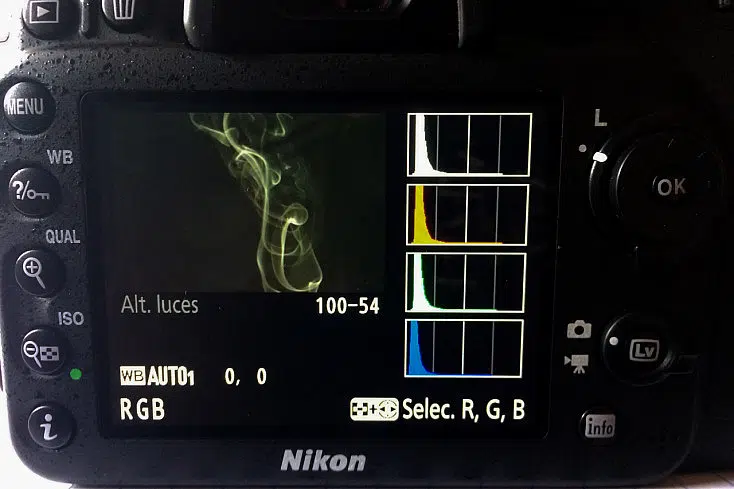 MENU
WB
?/
QUAL
ISO
i
L
OK
Lv
info
Alt. luces 100-54
WB AUTO1 0, 0
RGB
Selec. R, G, B
Nikon